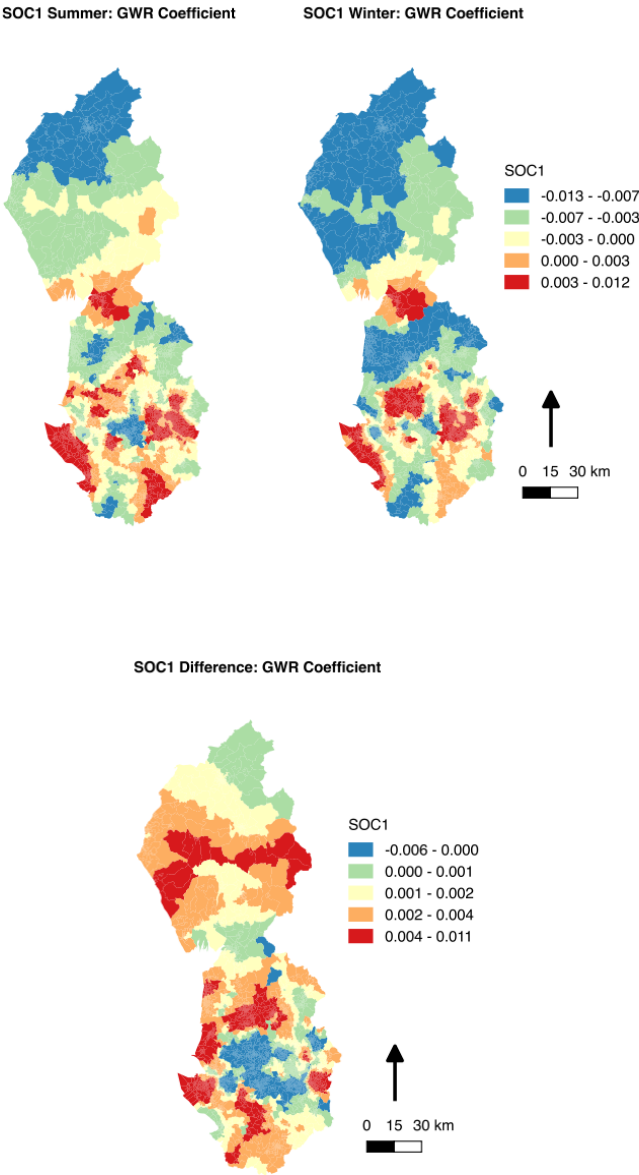 SOC1 Summer: GWR Coefficient
SOC1 Winter: GWR Coefficient
SOC1
-0.013 - -0.007
-0.007 - -0.003
-0.003 - 0.000
0.000 - 0.003
0.003 - 0.012
0 15 30 km
SOC1 Difference: GWR Coefficient
SOC1
-0.006 - 0.000
0.000 - 0.001
0.001 - 0.002
0.002 - 0.004
0.004 - 0.011
0 15 30 km